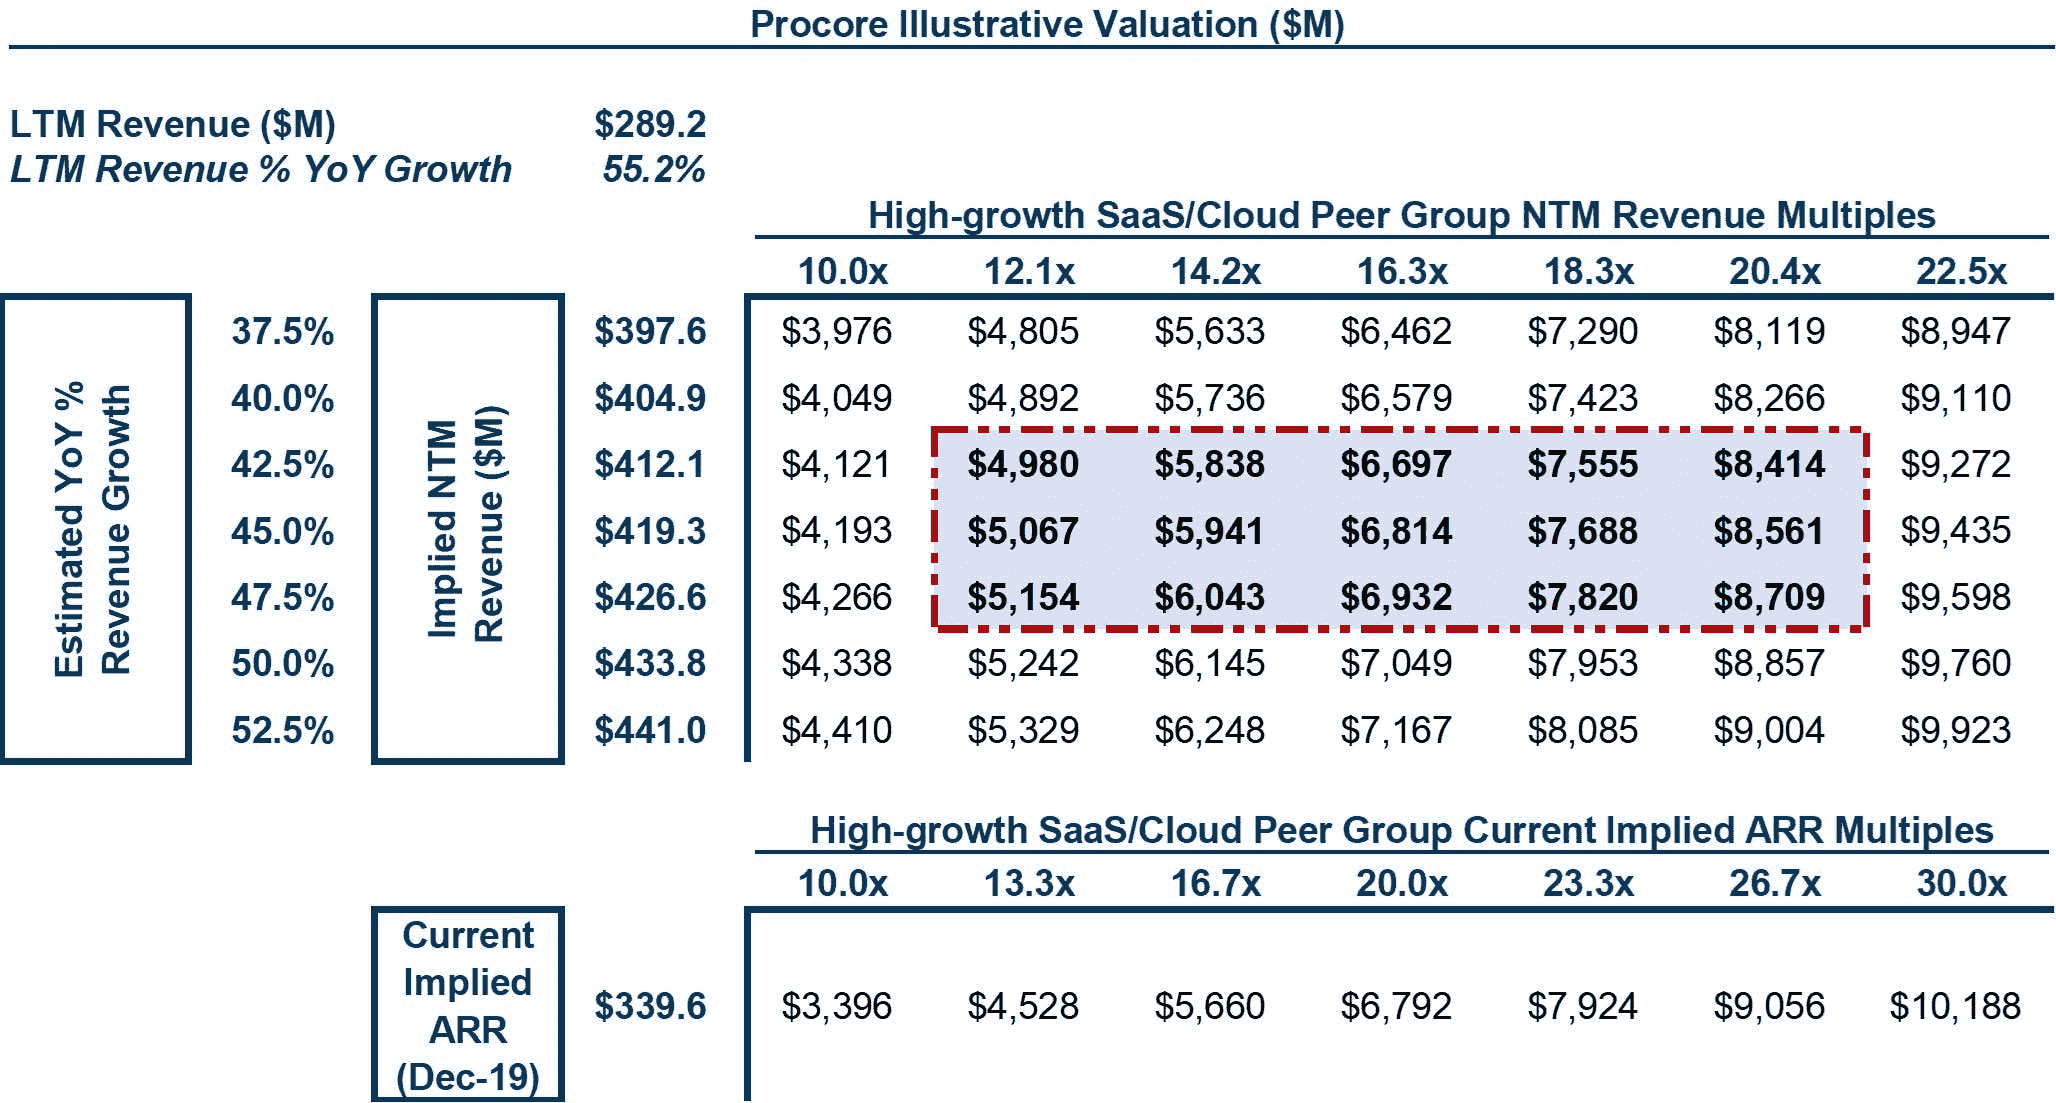 Procore Illustrative Valuation ($M)
LTM Revenue ($M) $289.2
LTM Revenue % YoY Growth 55.2%
High-growth SaaS/Cloud Peer Group NTM Revenue Multiples
10.0x 12.1x 14.2x 16.3x 18.3x 20.4x 22.5x
Estimated YoY %
Revenue Growth
Implied NTM
Revenue ($M)
37.5% $397.6 $3,976 $4,805 $5,633 $6,462 $7,290 $8,119 $8,947
40.0% $404.9 $4,049 $4,892 $5,736 $6,579 $7,423 $8,266 $9,110
42.5% $412.1 $4,121 $4,980 $5,838 $6,697 $7,555 $8,414 $9,272
45.0% $419.3 $4,193 $5,067 $5,941 $6,814 $7,688 $8,561 $9,435
47.5% $426.6 $4,266 $5,154 $6,043 $6,932 $7,820 $8,709 $9,598
50.0% $433.8 $4,338 $5,242 $6,145 $7,049 $7,953 $8,857 $9,760
52.5% $441.0 $4,410 $5,329 $6,248 $7,167 $8,085 $9,004 $9,923
High-growth SaaS/Cloud Peer Group Current Implied ARR Multiples
10.0x 13.3x 16.7x 20.0x 23.3x 26.7x 30.0x
Current
Implied
ARR
(Dec-19)
$339.6 $3,396 $4,528 $5,660 $6,792 $7,924 $9,056 $10,188